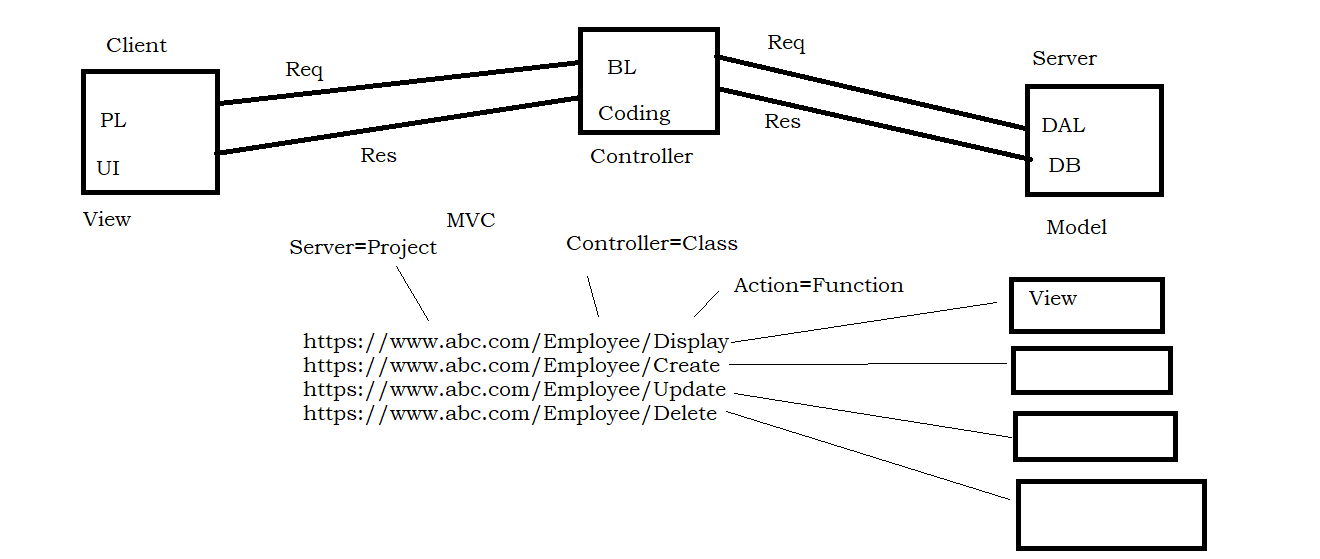 Client
Req
PL
UI
Res
View
BL
Coding
Controller
Req
Res
Server
DAL
DB
Model
MVC
Server=Project
Controller=Class
Action=Function
https://www.abc.com/Employee/Display
https://www.abc.com/Employee/Create
https://www.abc.com/Employee/Update
https://www.abc.com/Employee/Delete
View